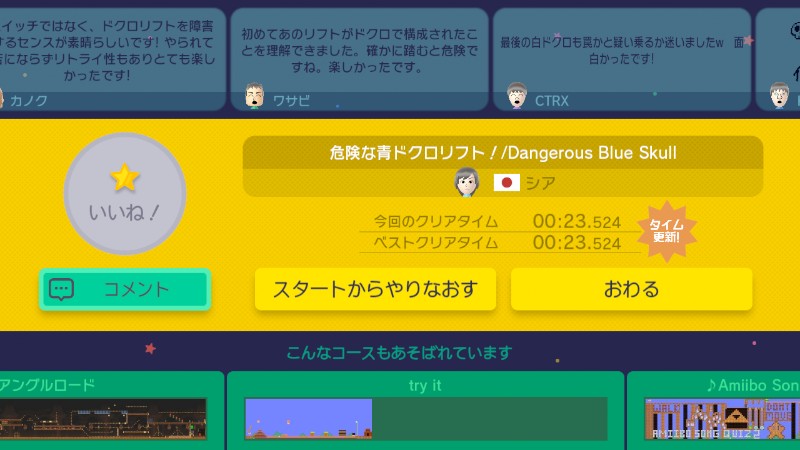 イッチではなく、ドクロリフトを障害
するセンスが素晴らしいです! やられて
にならずリトライ性もありとても楽し
かったです!
カノク
初めてあのリフトがドクロで構成されたこ
とを理解できました。確かに踏むと危険で
すね。楽しかったです。
ワサビ
最後の白ドクロも罠かと疑い乗るか迷いましたw 面
白かったです!
CTRX
いいね!
危険な青ドクロリフト!/Dangerous Blue Skull
シア
今回のクリアタイム 00:23.524
ベストクリアタイム 00:23.524
タイム
更新!
コメント
スタートからやりなおす
おわる
こんなコースもあそばれています
アングルロード
try it
♪Amiibo Son
DON'T
MOVE
AMIIBO SONG QUIZ2